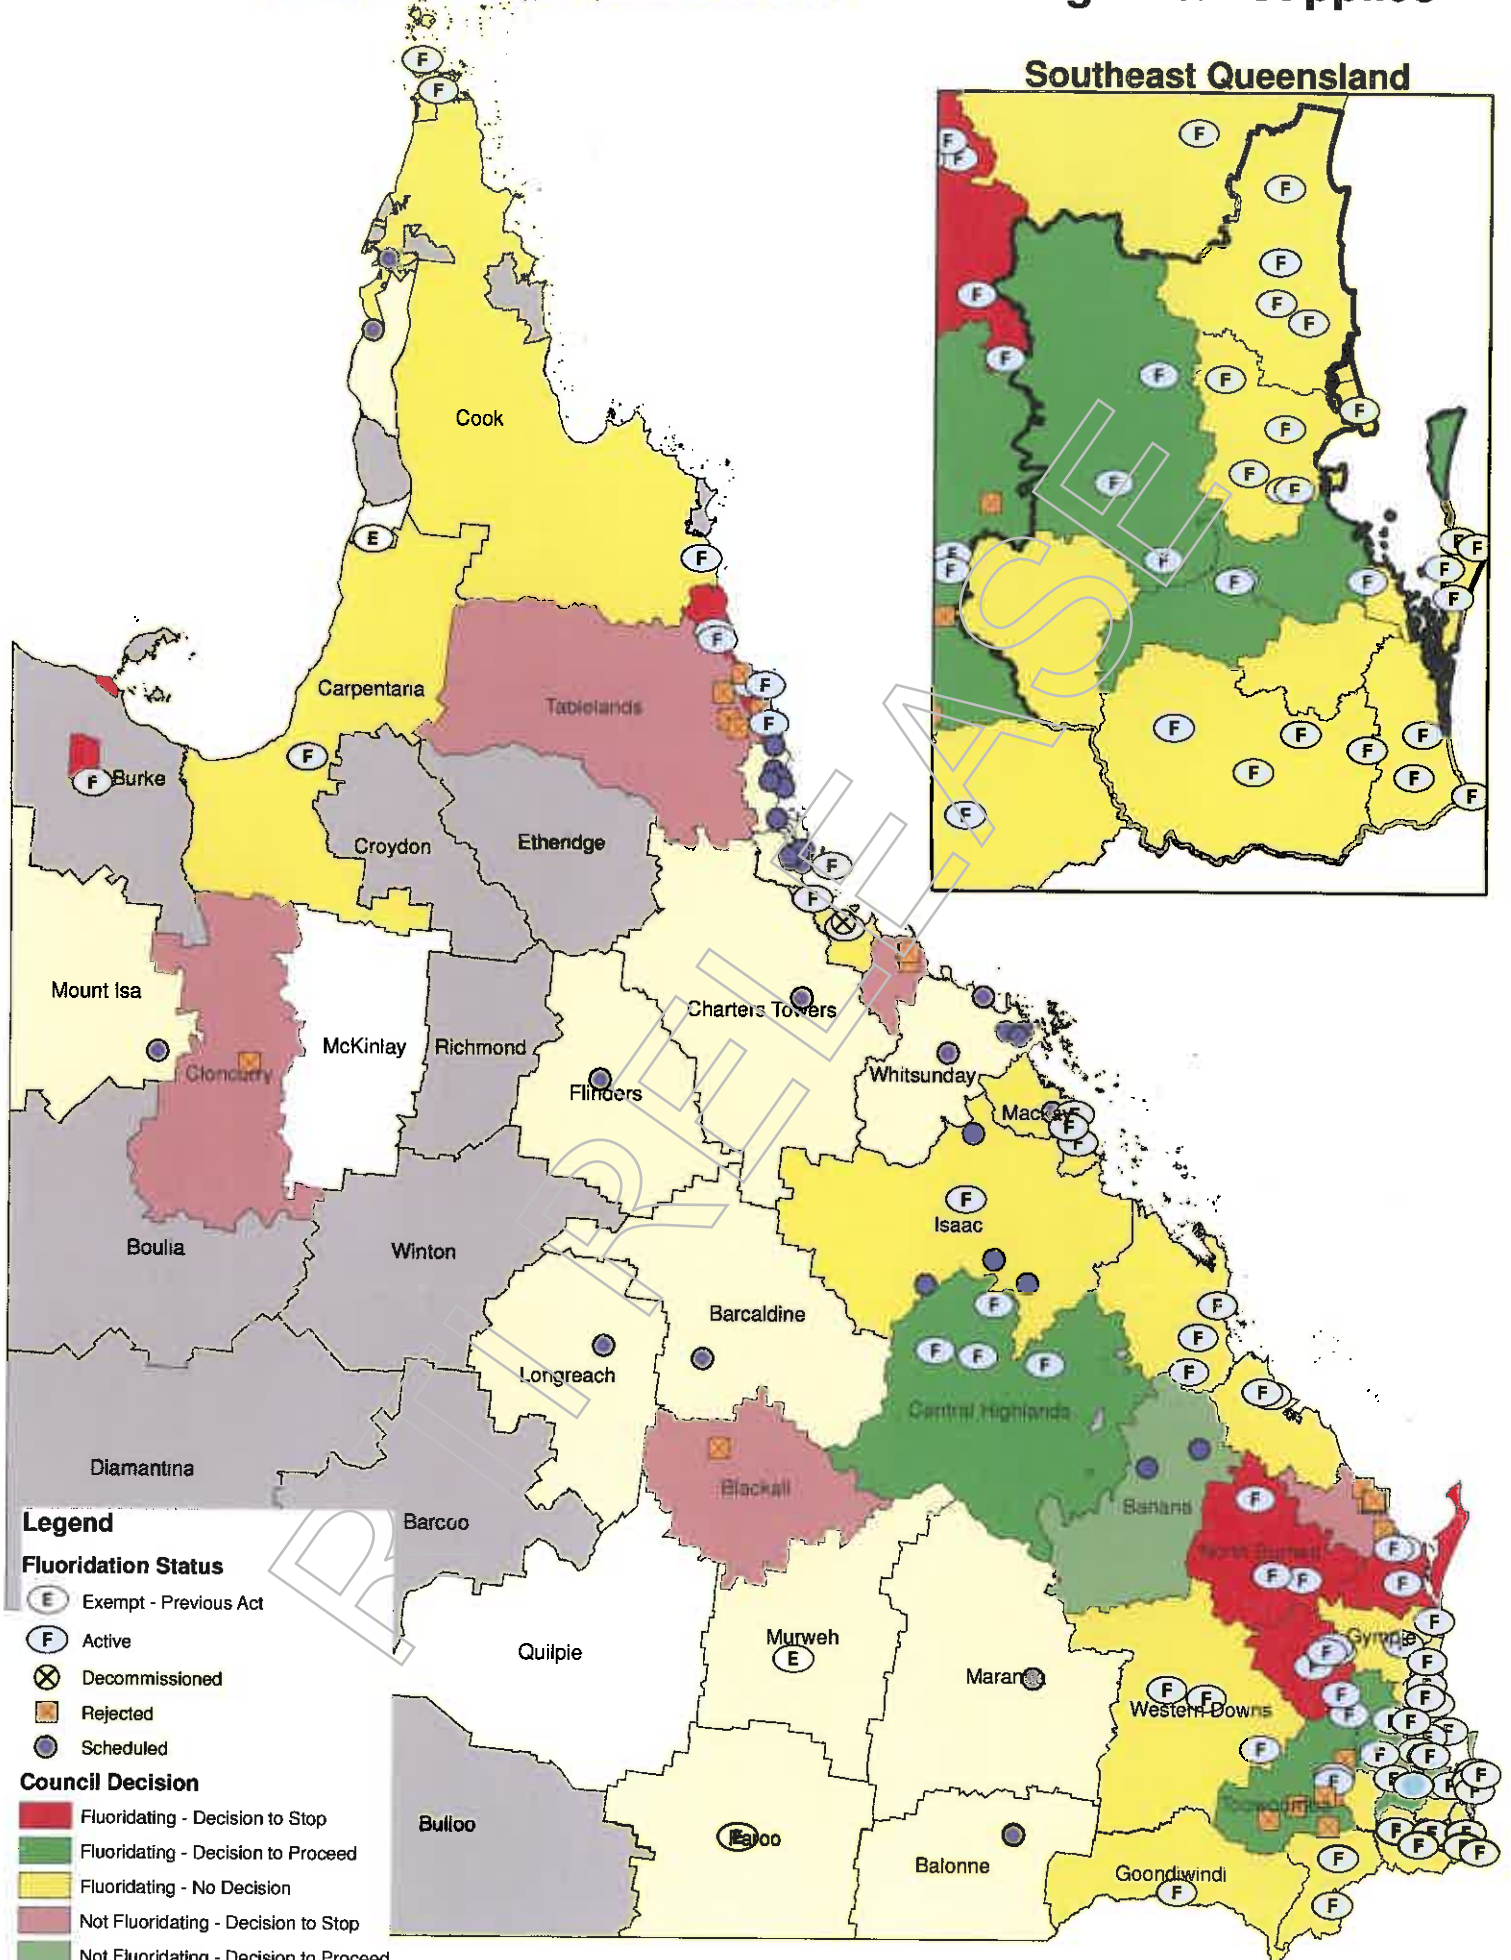 Southeast Queensland
F
F
Cook
E
F
F
Carpentaria
Tablelands
F
F
F
F
Burke
Croydon
Etheridge
F
F
Mount Isa
Charters Towers
McKinlay
Richmond
Cloncurry
Flinders
Whitsunday
Mackay
F
F
F
Isaac
Boulia
Winton
Barcaldine
F
F
F
Longreach
F
F
F
F
F
Central Highlands
Diamantina
Blackall
Banana
F
Barcoo
North Burnett
F
F
F
F
Quilpie
Murweh
E
Maranoa
Gympie
F
F
F
F
Western Downs
F
F
Bulloo
Paroo
E
Balonne
Toowoomba
Goondiwindi
F
F
F
RTI RELEASE
Legend
Fluoridation Status
E Exempt - Previous Act
F Active
Decommissioned
Rejected
Scheduled
Council Decision
Fluoridating - Decision to Stop
Fluoridating - Decision to Proceed
Fluoridating - No Decision
Not Fluoridating - Decision to Stop
Not Fluoridating - Decision to Proceed